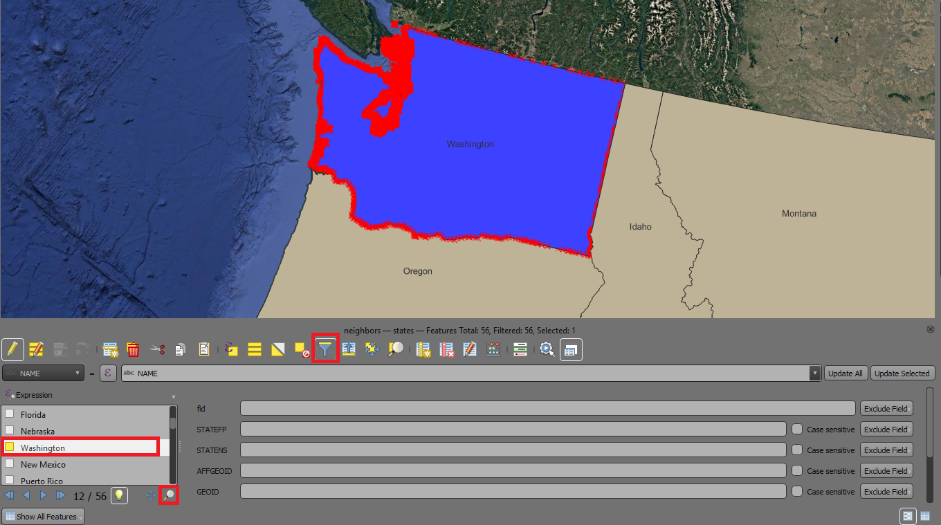 Washington
Montana
Idaho
Oregon
neighbors — states — Features Total: 56, Filtered: 56, Selected: 1
NAME
-
ε
abc NAME
Update All
Update Selected
ε Expression
Florida
Nebraska
Washington
New Mexico
Puerto Rico
12 / 56
Show All Features
fid
Exclude Field
STATEFP
Case sensitive
Exclude Field
STATENS
Case sensitive
Exclude Field
AFFGEOID
Case sensitive
Exclude Field
GEOID
Case sensitive
Exclude Field